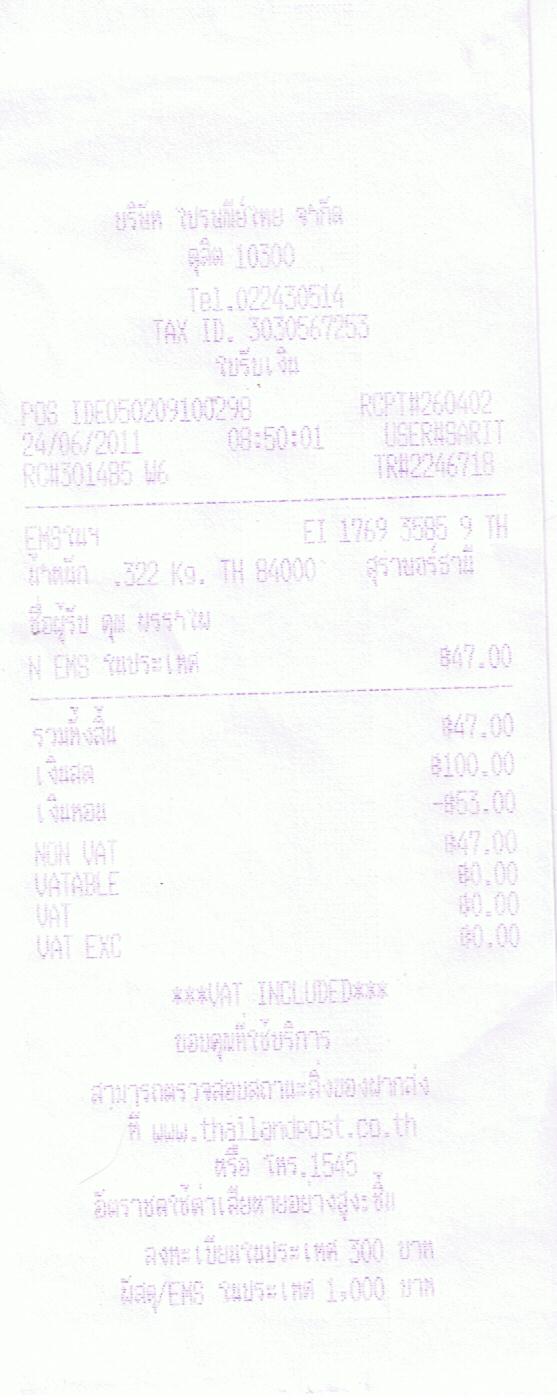 บริษัท ไปรษณีย์ไทย จำกัด
ดุสิต 10300
Tel.022430514
TAX ID. 3030567253
ใบรับเงิน
POS IDE050209100298 RCPT#260402
24/06/2011 08:50:01 USER#SARIT
RC#301485 W6 TR#2246718
EMSในฯ EI 1769 3585 9 TH
น้ำหนัก .322 Kg. TH 84000 สุราษฎร์ธานี
ชื่อผู้รับ คุณ
N EMS ในประเทศ ฿47.00
รวมทั้งสิ้น ฿47.00
เงินสด ฿100.00
เงินทอน -฿53.00
NON VAT ฿47.00
VATABLE ฿0.00
VAT ฿0.00
VAT EXC ฿0.00
***VAT INCLUDED***
ขอบคุณที่ใช้บริการ
สามารถตรวจสอบสถานะสิ่งของฝากส่ง
ที่ www.thailandpost.co.th
หรือ โทร.1545
อัตราชดใช้ค่าเสียหายอย่างสูงะชิ้น
ลงทะเบียนในประเทศ 300 บาท
พัสดุ/EMS ในประเทศ 1,000 บาท